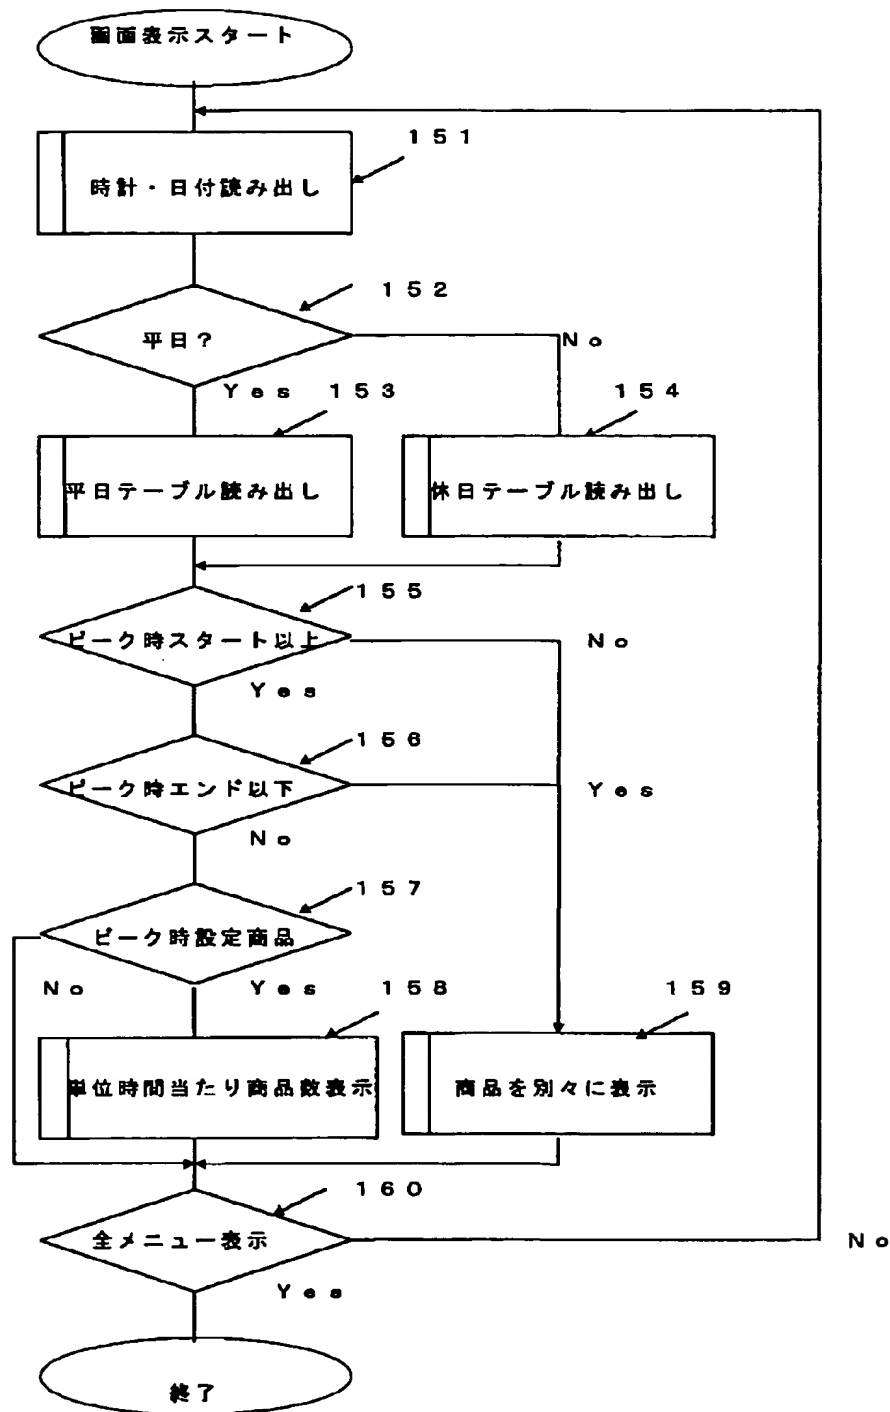 画面表示スタート
151
時計・日付読み出し
152
平日?
No
Yes
153
154
平日テーブル読み出し
休日テーブル読み出し
155
ピーク時スタート以上
No
Yes
156
ピーク時エンド以下
Yes
No
157
ピーク時設定商品
No
Yes
158
159
単位時間当たり商品数表示
商品を別々に表示
160
全メニュー表示
No
Yes
終了